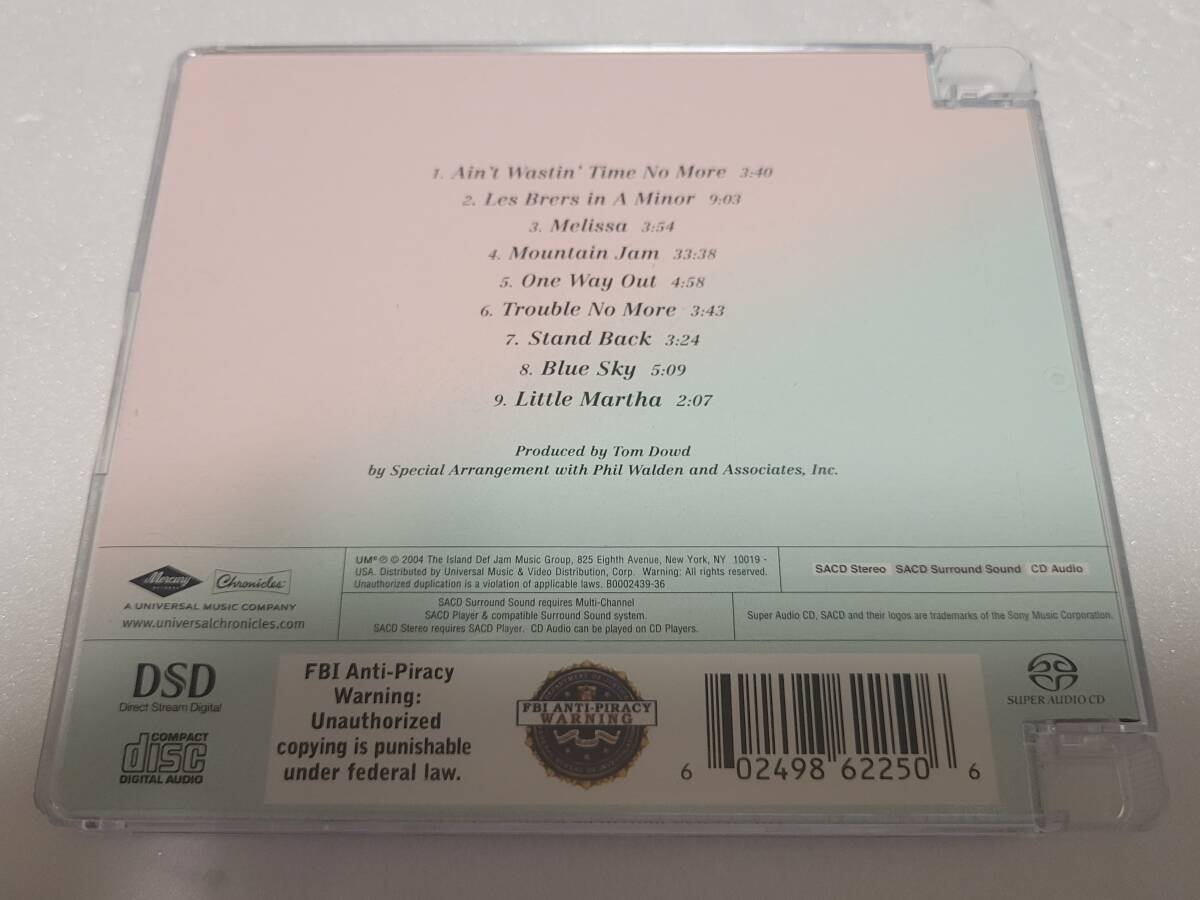 1. Ain't Wastin' Time No More 3:40
2. Les Brers in A Minor 9:03
3. Melissa 3:54
4. Mountain Jam 33:38
5. One Way Out 4:58
6. Trouble No More 3:43
7. Stand Back 3:24
8. Blue Sky 5:09
9. Little Martha 2:07
Produced by Tom Dowd
by Special Arrangement with Phil Walden and Associates, Inc.
Mercury
Chronicles
A UNIVERSAL MUSIC COMPANY
www.universalchronicles.com
UMe ℗ © 2004 The Island Def Jam Music Group, 825 Eighth Avenue, New York, NY 10019 -
USA. Distributed by Universal Music & Video Distribution, Corp. Warning: All rights reserved.
Unauthorized duplication is a violation of applicable laws. B0002439-36
SACD Stereo SACD Surround Sound CD Audio
SACD Surround Sound requires Multi-Channel
SACD Player & compatible Surround Sound system.
SACD Stereo requires SACD Player. CD Audio can be played on CD Players.
Super Audio CD, SACD and their logos are trademarks of the Sony Music Corporation.
DSD
Direct Stream Digital
COMPACT
disc
DIGITAL AUDIO
FBI Anti-Piracy
Warning:
Unauthorized
copying is punishable
under federal law.
FBI ANTI-PIRACY
WARNING
6 02498 62250 6
SUPER AUDIO CD